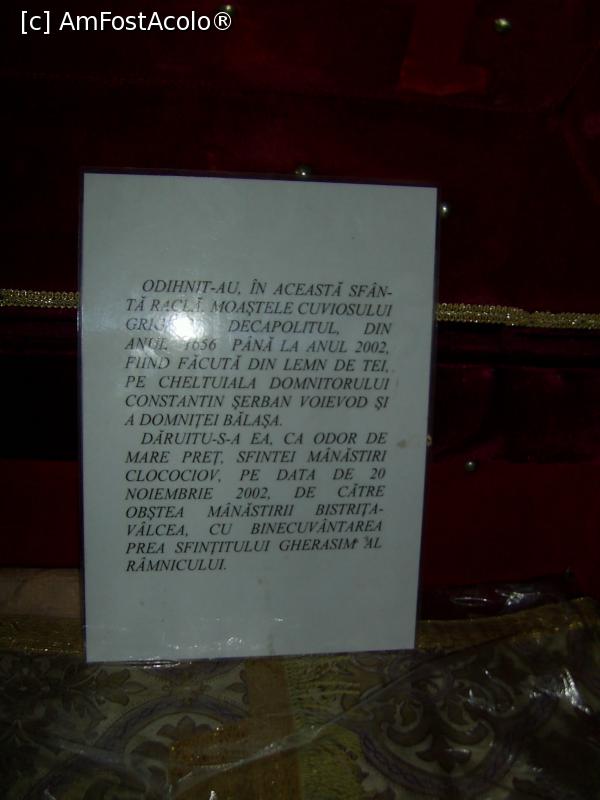 [c] AmFostAcolo®
ODIHNIT-AU, ÎN ACEASTĂ SFÂN-
TĂ RACLĂ, MOAŞTELE CUVIOSULUI
DECAPOLITUL, DIN
ANUL 1656 PÂNĂ LA ANUL 2002,
FIIND FĂCUTĂ DIN LEMN DE TEI,
PE CHELTUIALA DOMNITORULUI
CONSTANTIN ŞERBAN VOIEVOD ŞI
A DOMNIŢEI BĂLAŞA.
DĂRUITU-S-A EA, CA ODOR DE
MARE PREŢ, SFINTEI MÂNĂSTIRI
CLOCOCIOV, PE DATA DE 20
NOIEMBRIE 2002, DE CĂTRE
OBŞTEA MÂNĂSTIRII BISTRIŢA-
VÂLCEA, CU BINECUVÂNTAREA
PREA SFINŢITULUI GHERASIM AL
RÂMNICULUI.